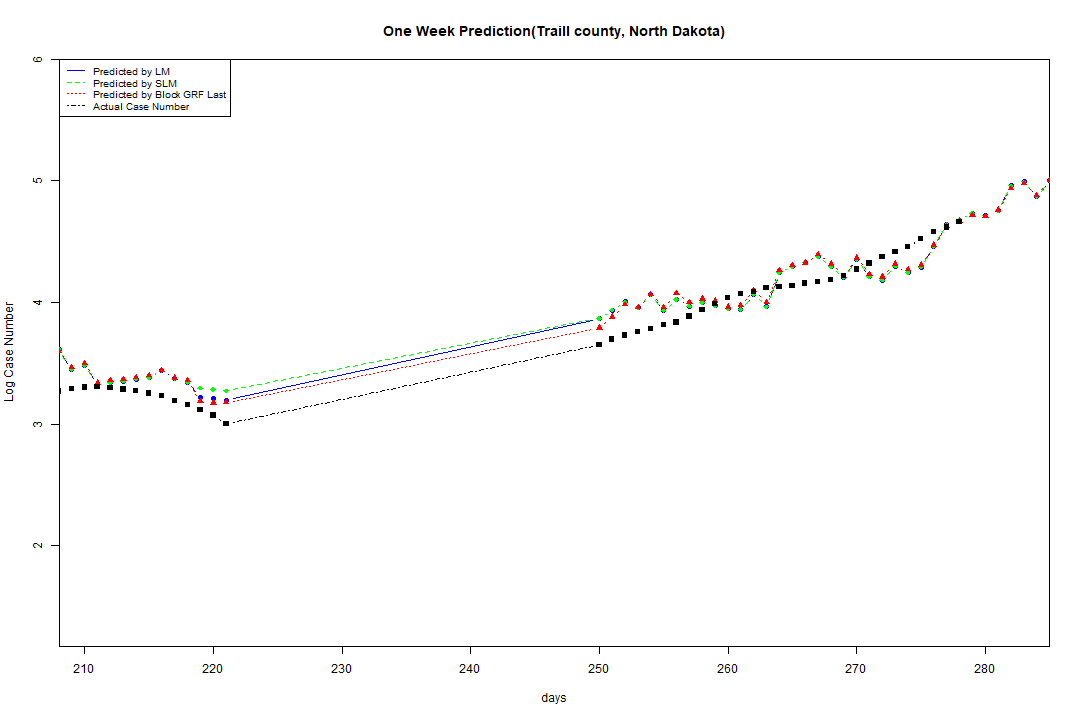 One Week Prediction(Traill county, North Dakota)
Predicted by LM
Predicted by SLM
Predicted by Block GRF Last
Actual Case Number
Log Case Number
6
5
4
3
2
210 220 230 240 250 260 270 280
days